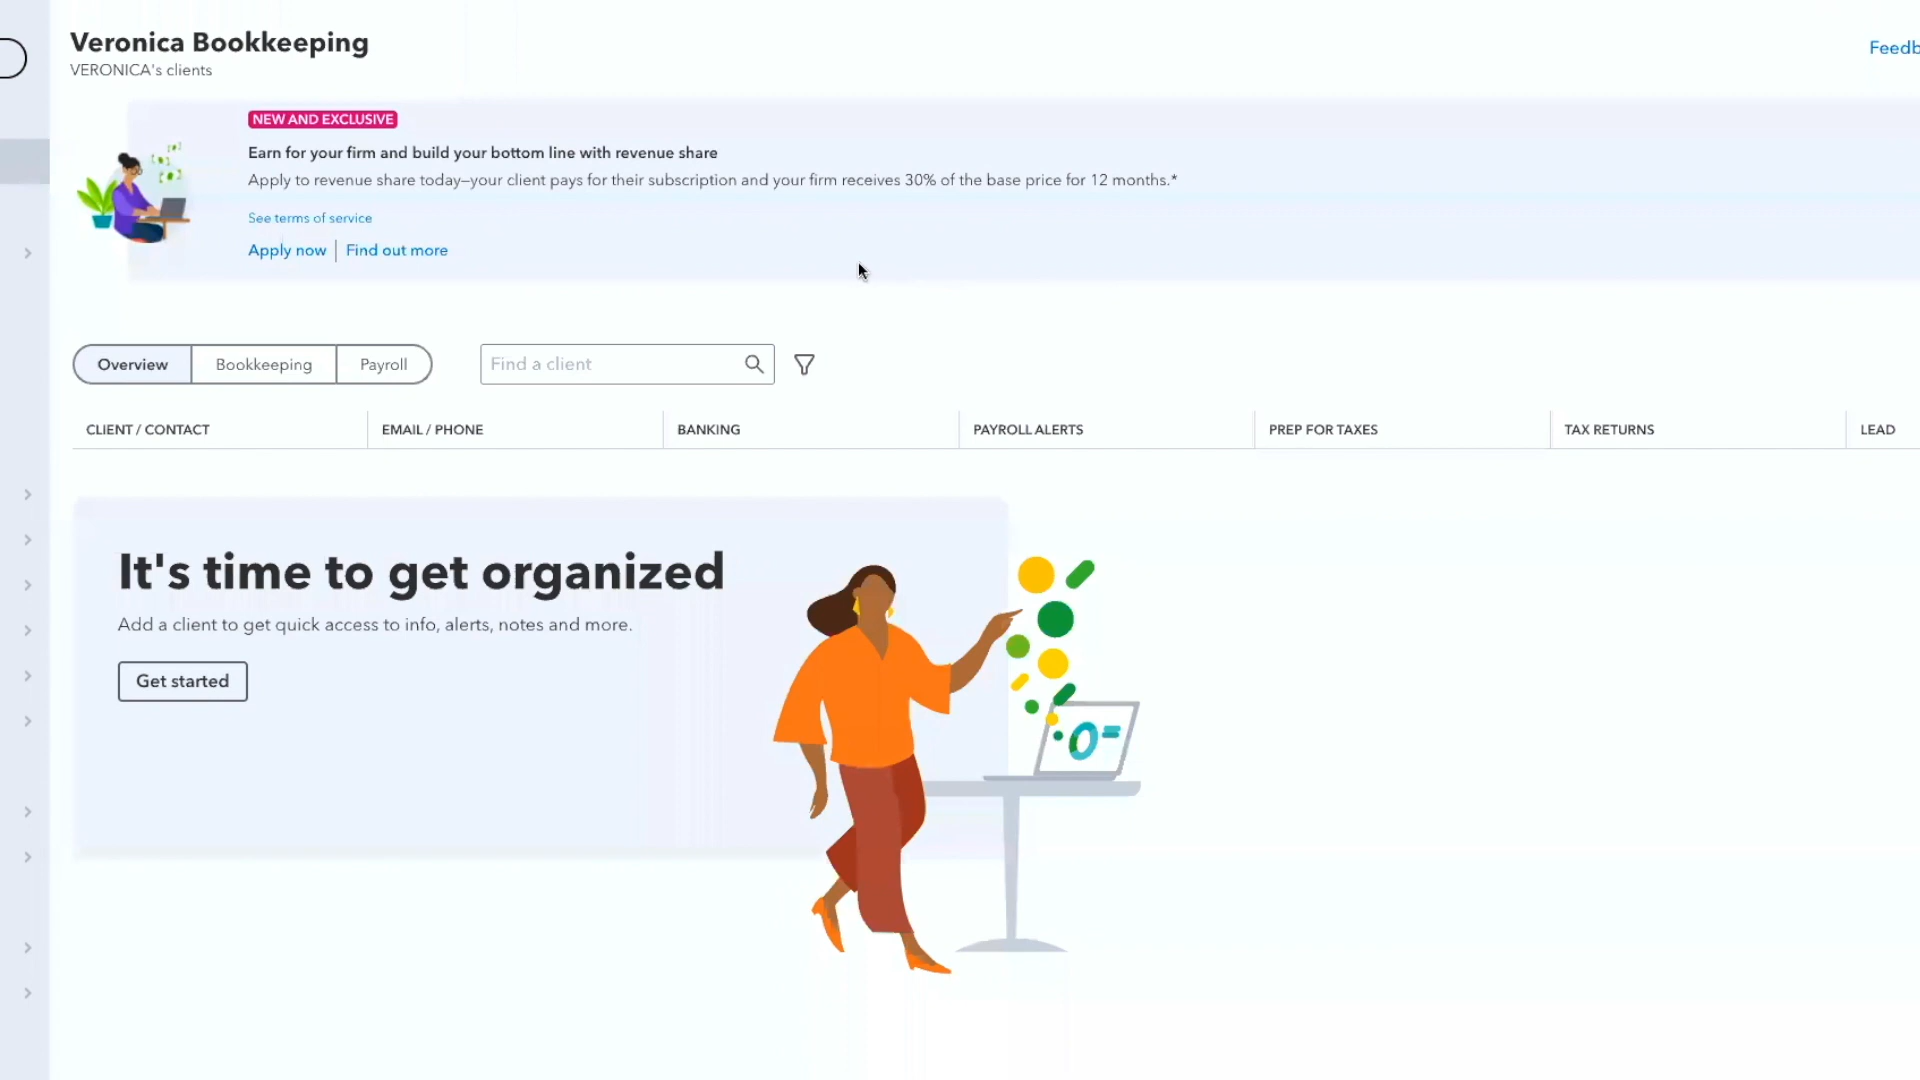 Veronica Bookkeeping
Feedb
VERONICA's clients
NEW AND EXCLUSIVE
Earn for your firm and build your bottom line with revenue share
Apply to revenue share today—your client pays for their subscription and your firm receives 30% of the base price for 12 months.*
See terms of service
Apply now | Find out more
Overview Bookkeeping Payroll Find a client
CLIENT / CONTACT EMAIL / PHONE BANKING PAYROLL ALERTS PREP FOR TAXES TAX RETURNS LEAD
It's time to get organized
Add a client to get quick access to info, alerts, notes and more.
Get started